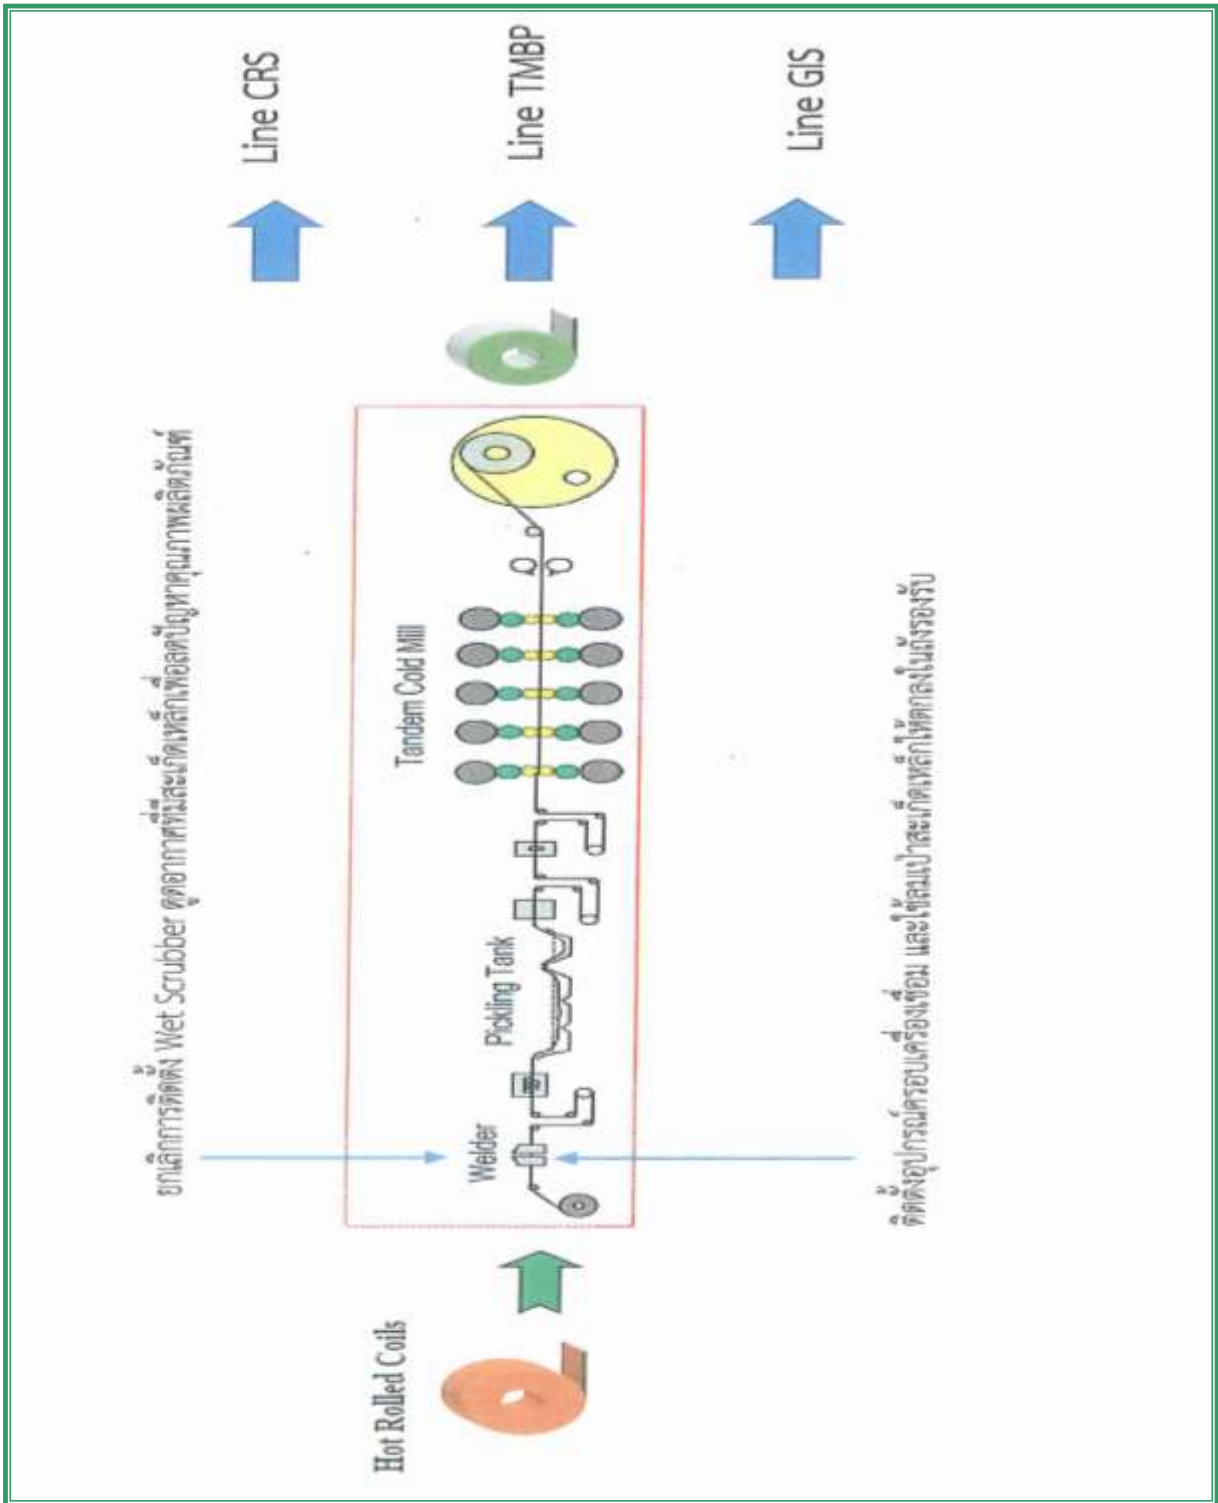 ยกเลิกการติดตั้ง Wet Scrubber ดูดอากาศที่มีสะเก็ดเหล็กเพื่อลดปัญหาคุณภาพผลิตภัณฑ์
Hot Rolled Coils
Welder
Pickling Tank
Tandem Cold Mill
Line CRS
Line TMBP
Line GIS
ติดตั้งอุปกรณ์ครอบเครื่องเชื่อม และใช้ลมเป่าสะเก็ดเหล็กให้ตกลงในถังรองรับ